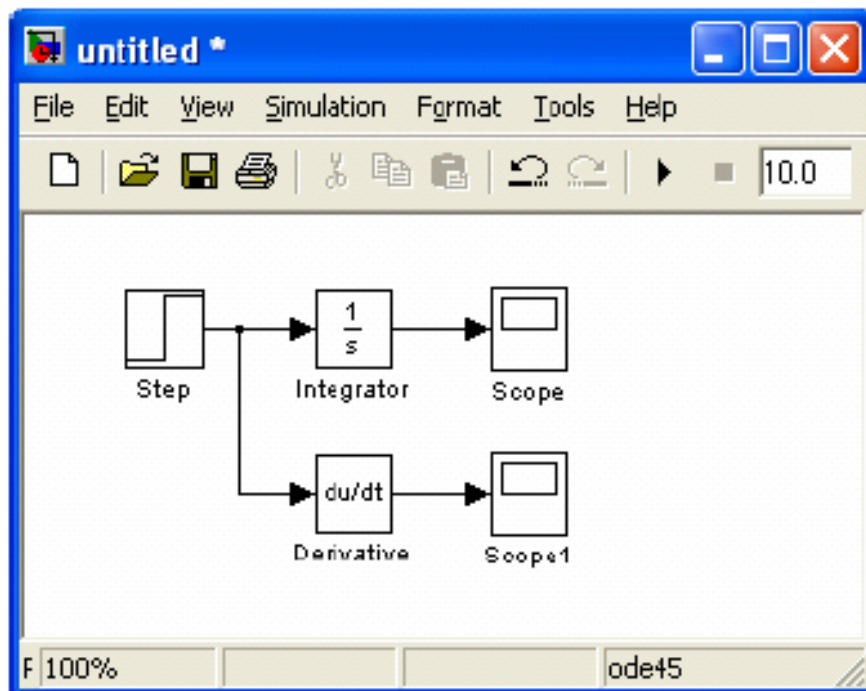 untitled *
File Edit View Simulation Format Tools Help
10.0
1
s
Step Integrator Scope
du/dt
Derivative Scope1
F 100% ode45